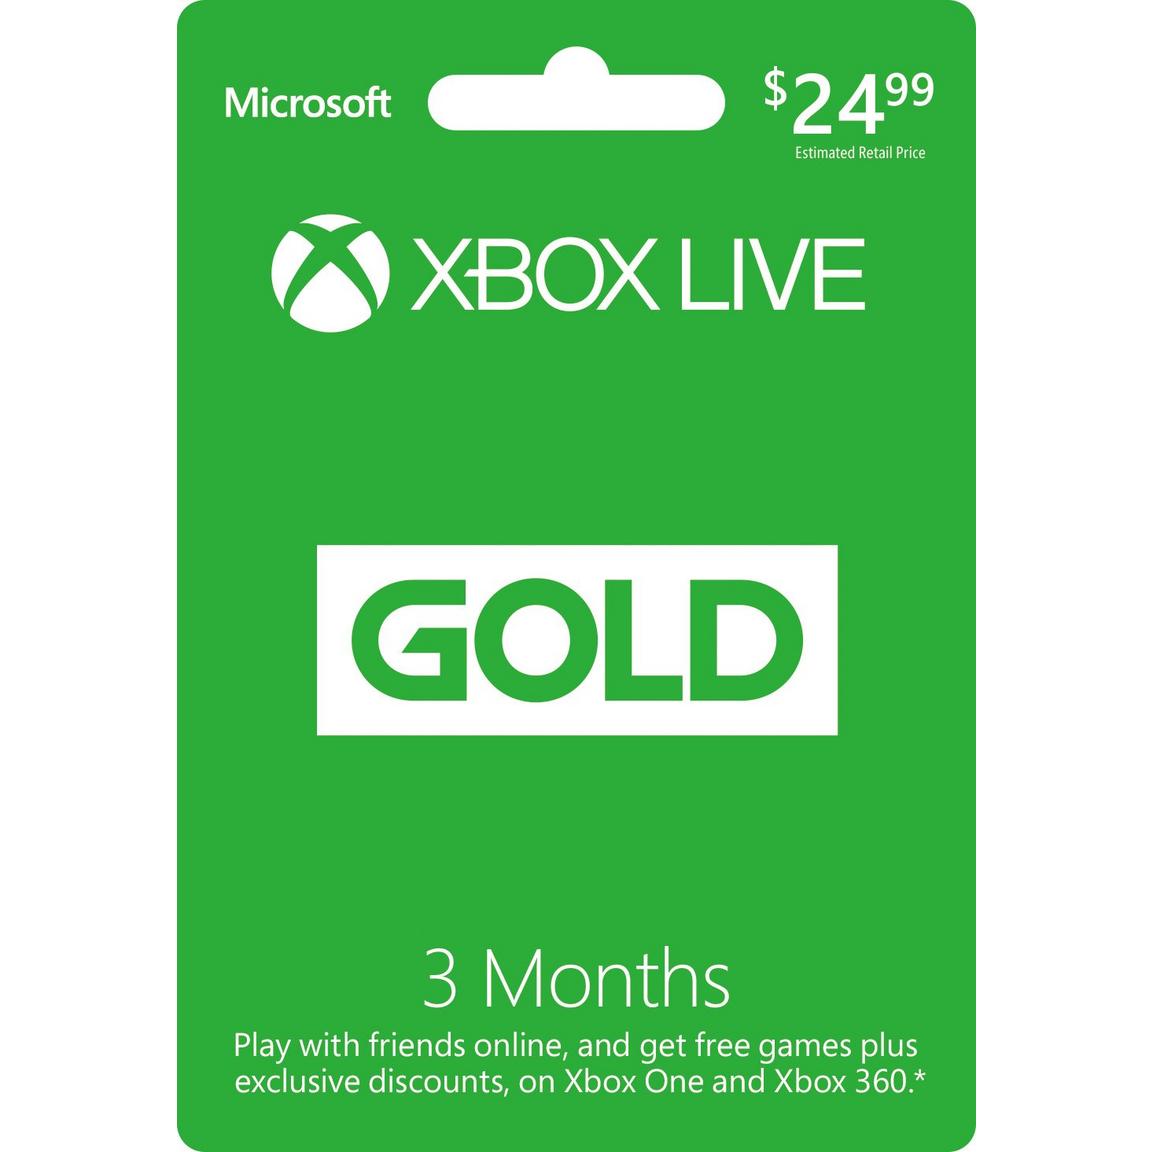 Microsoft
$24.99
Estimated Retail Price
XBOX LIVE
GOLD
3 Months
Play with friends online, and get free games plus
exclusive discounts, on Xbox One and Xbox 360.*